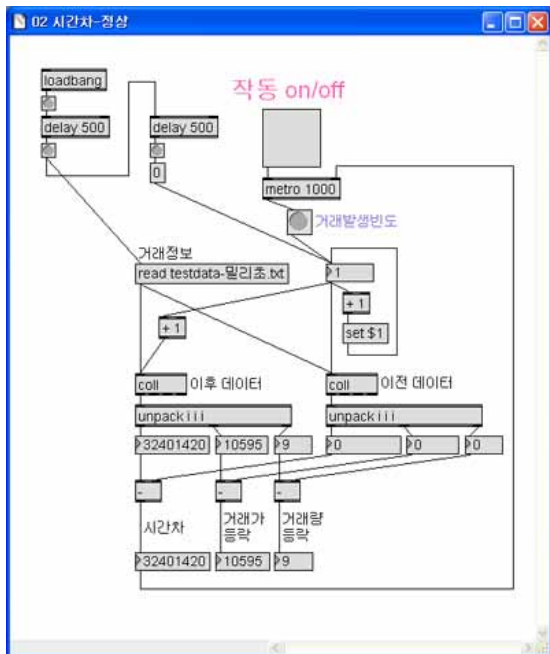 02 시간차-정상
loadbang
작동 on/off
delay 500
delay 500
0
metro 1000
거래발생빈도
거래정보
read testdata-밀리초.txt
1
+ 1
+ 1
set $1
coll
이후 데이터
coll
이전 데이터
unpack i i i
unpack i i i
32401420
10595
9
0
0
0
-
-
-
시간차
거래가
등락
거래량
등락
32401420
10595
9